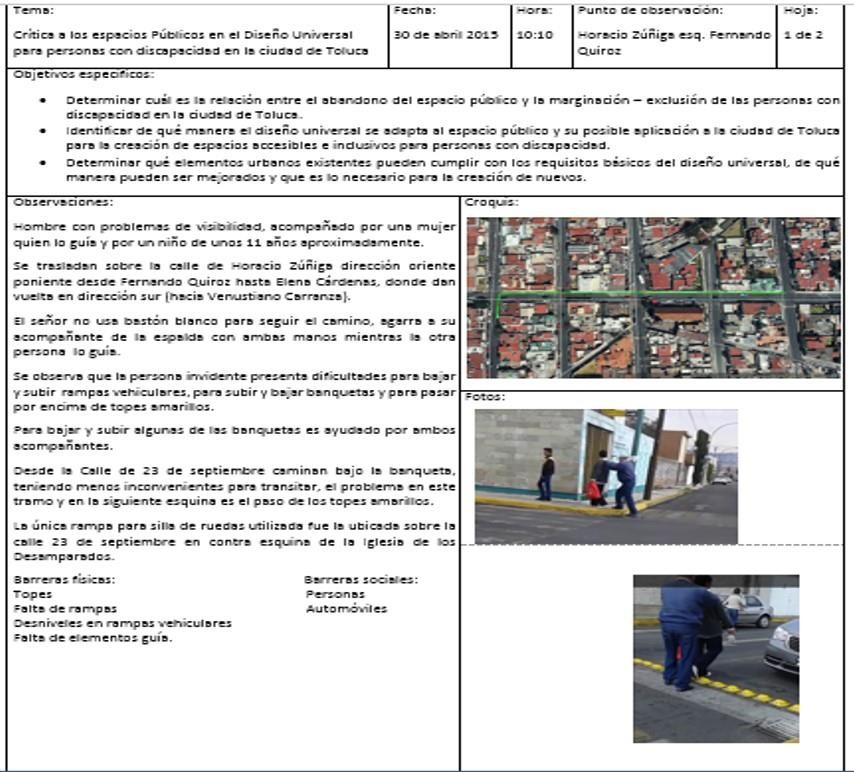 Tema:
Crítica a los espacios Públicos en el Diseño Universal
para personas con discapacidad en la ciudad de Toluca
Fecha:
30 de abril 2015
Hora:
10:10
Punto de observación:
Horacio Zúñiga esq. Fernando
Quiroz
Hoja:
1 de 2
Objetivos específicos:
• Determinar cuál es la relación entre el abandono del espacio público y la marginación – exclusión de las personas con
discapacidad en la ciudad de Toluca.
• Identificar de qué manera el diseño universal se adapta al espacio público y su posible aplicación a la ciudad de Toluca
para la creación de espacios accesibles e inclusivos para personas con discapacidad.
• Determinar qué elementos urbanos existentes pueden cumplir con los requisitos básicos del diseño universal, de qué
manera pueden ser mejorados y que es lo necesario para la creación de nuevos.
Observaciones:
Hombre con problemas de visibilidad, acompañado por una mujer
quien lo guía y por un niño de unos 11 años aproximadamente.
Se trasladan sobre la calle de Horacio Zúñiga dirección oriente
poniente desde Fernando Quiroz hasta Elena Cárdenas, donde dan
vuelta en dirección sur (hacia Venustiano Carranza).
El señor no usa bastón blanco para seguir el camino, agarra a su
acompañante de la espalda con ambas manos mientras la otra
persona lo guía.
Se observa que la persona invidente presenta dificultades para bajar
y subir rampas vehiculares, para subir y bajar banquetas y para pasar
por encima de topes amarillos.
Para bajar y subir algunas de las banquetas es ayudado por ambos
acompañantes.
Desde la Calle de 23 de septiembre caminan bajo la banqueta,
teniendo menos inconvenientes para transitar, el problema en este
tramo y en la siguiente esquina es el paso de los topes amarillos.
La única rampa para silla de ruedas utilizada fue la ubicada sobre la
calle 23 de septiembre en contra esquina de la Iglesia de los
Desamparados.
Barreras físicas:
Topes
Falta de rampas
Desniveles en rampas vehiculares
Falta de elementos guía.
Barreras sociales:
Personas
Automóviles
Croquis:
Fotos: